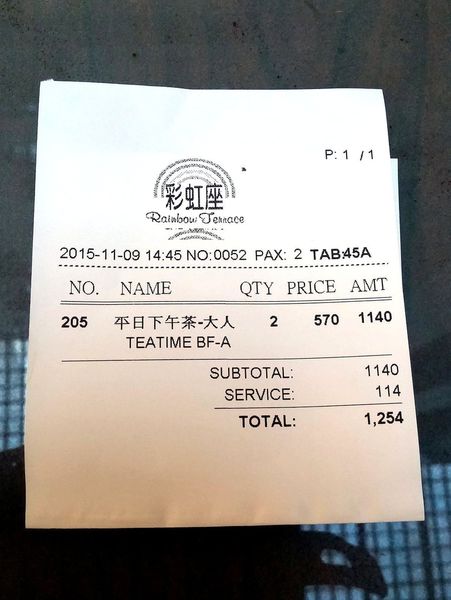 P: 1 / 1
彩虹座
Rainbow Terrace
2015-11-09 14:45 NO:0052 PAX: 2 TAB:45A
NO. NAME QTY PRICE AMT
205 平日下午茶-大人 2 570 1140
TEATIME BF-A
SUBTOTAL: 1140
SERVICE: 114
TOTAL: 1,254